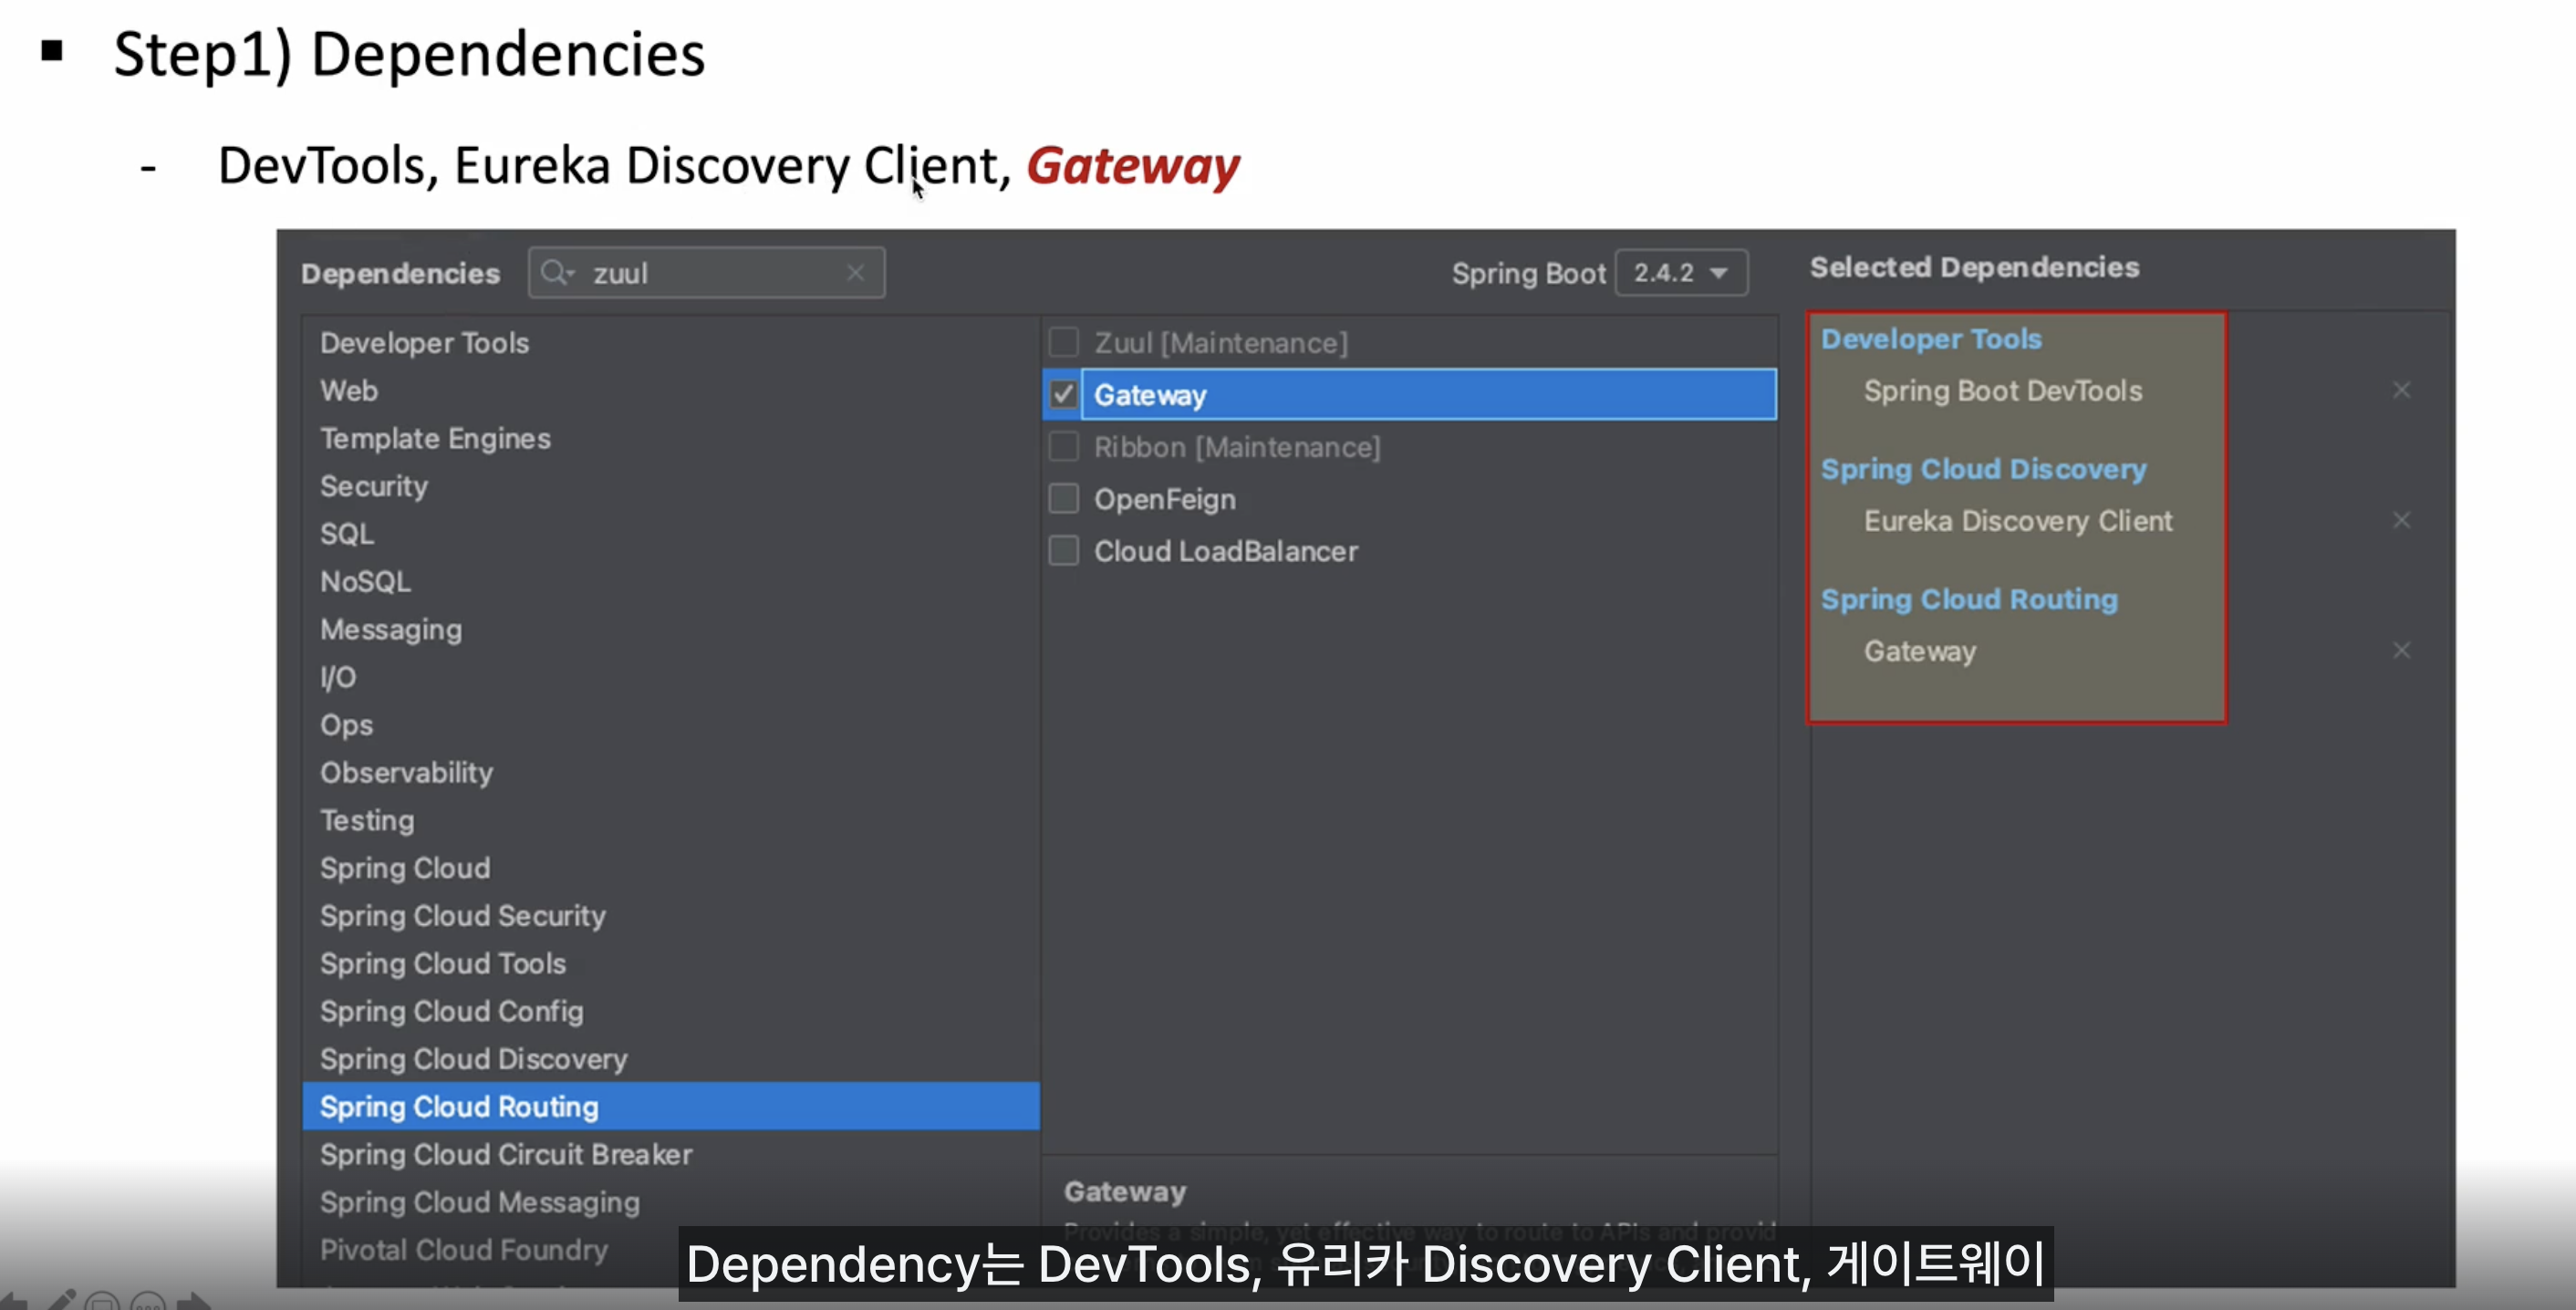 ▪ Step1) Dependencies
- DevTools, Eureka Discovery Client, Gateway
Dependencies
zuul
Spring Boot 2.4.2
Selected Dependencies
Developer Tools
Web
Template Engines
Security
SQL
NoSQL
Messaging
I/O
Ops
Observability
Testing
Spring Cloud
Spring Cloud Security
Spring Cloud Tools
Spring Cloud Config
Spring Cloud Discovery
Spring Cloud Routing
Spring Cloud Circuit Breaker
Spring Cloud Messaging
Pivotal Cloud Foundry
Zuul [Maintenance]
Gateway
Ribbon [Maintenance]
OpenFeign
Cloud LoadBalancer
Gateway
Provides a simple, yet effective way to route to APIs and provid
Developer Tools
Spring Boot DevTools
Spring Cloud Discovery
Eureka Discovery Client
Spring Cloud Routing
Gateway
Dependency는 DevTools, 유리카 Discovery Client, 게이트웨이